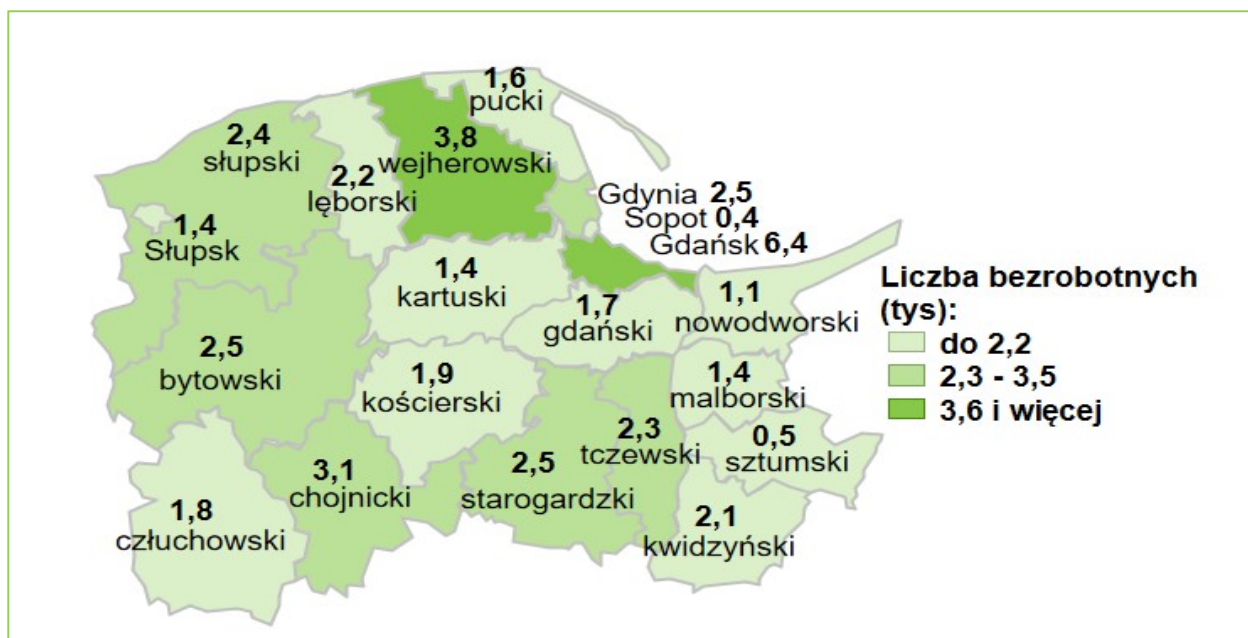 1,6
pucki
2,4
słupski
3,8
wejherowski
2,2
lęborski
Gdynia 2,5
Sopot 0,4
Gdańsk 6,4
1,4
Słupsk
1,4
kartuski
1,7
gdański
1,1
nowodworski
2,5
bytowski
1,9
kościerski
1,4
malborski
2,3
tczewski
0,5
sztumski
3,1
chojnicki
2,5
starogardzki
1,8
człuchowski
2,1
kwidzyński
Liczba bezrobotnych
(tys):
do 2,2
2,3 - 3,5
3,6 i więcej